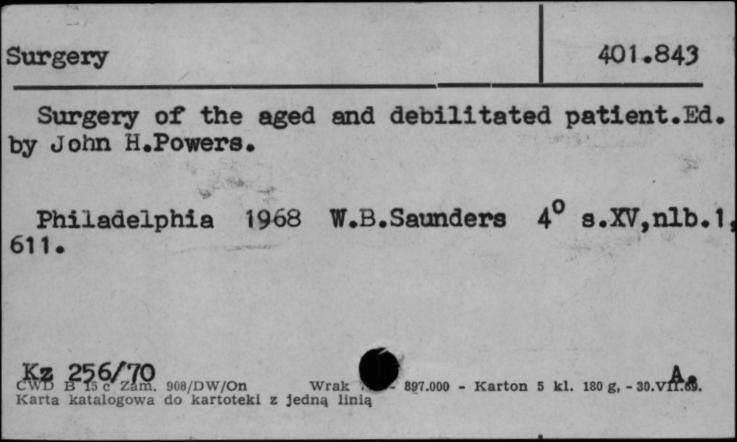 Surgery 401.843
Surgery of the aged and debilitated patient.Ed.
by John H.Powers.
Philadelphia 1968 W.B.Saunders 4⁰ s.XV,nlb.1,
611.
Kz 256/70 A.
CWD B 15 c Zam. 908/DW/On Wrak - 897.000 - Karton 5 kl. 180 g, - 30.VII.69.
Karta katalogowa do kartoteki z jedną linią